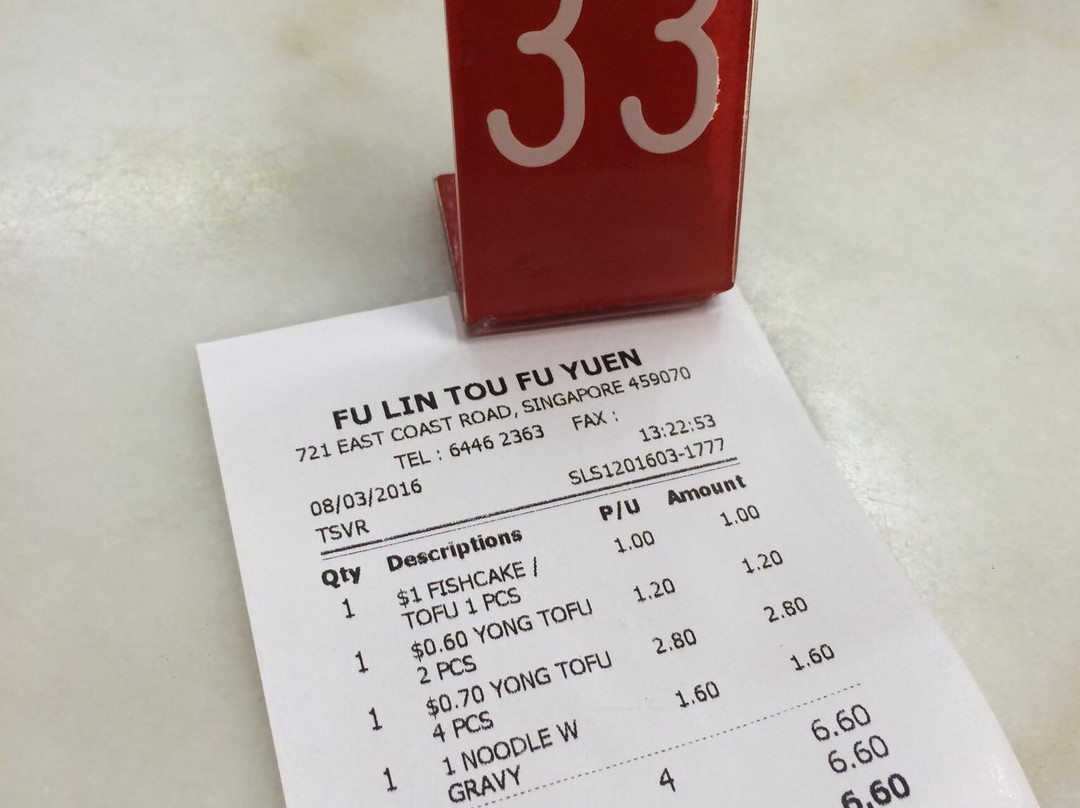 33
FU LIN TOU FU YUEN
721 EAST COAST ROAD, SINGAPORE 459070
TEL : 6446 2363 FAX :
08/03/2016 13:22:53
TSVR SLS1201603-1777
Qty Descriptions P/U Amount
1 $1 FISHCAKE / 1.00 1.00
TOFU 1 PCS
1 $0.60 YONG TOFU 1.20 1.20
2 PCS
1 $0.70 YONG TOFU 2.80 2.80
4 PCS
1 1 NOODLE W 1.60 1.60
GRAVY
4 6.60
6.60
6.60